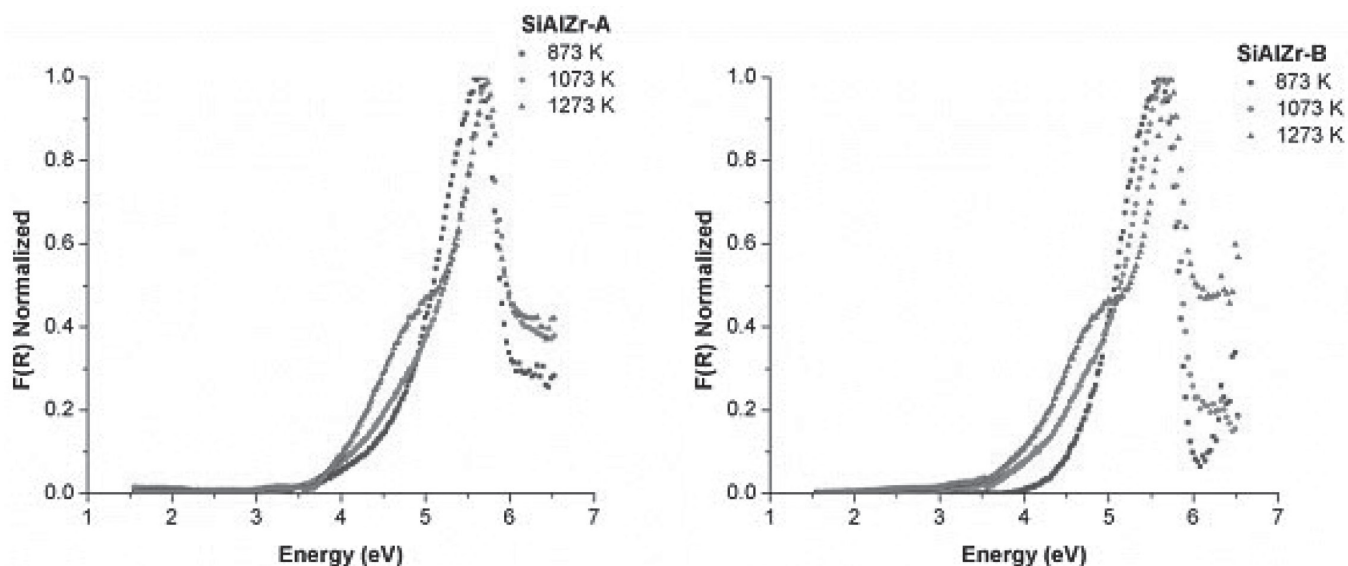 SiAlZr-A
873 K
1073 K
1273 K
1.0
0.8
0.6
0.4
0.2
0.0
F(R) Normalized
1 2 3 4 5 6 7
Energy (eV)
SiAlZr-B
873 K
1073 K
1273 K
1.0
0.8
0.6
0.4
0.2
0.0
F(R) Normalized
1 2 3 4 5 6 7
Energy (eV)